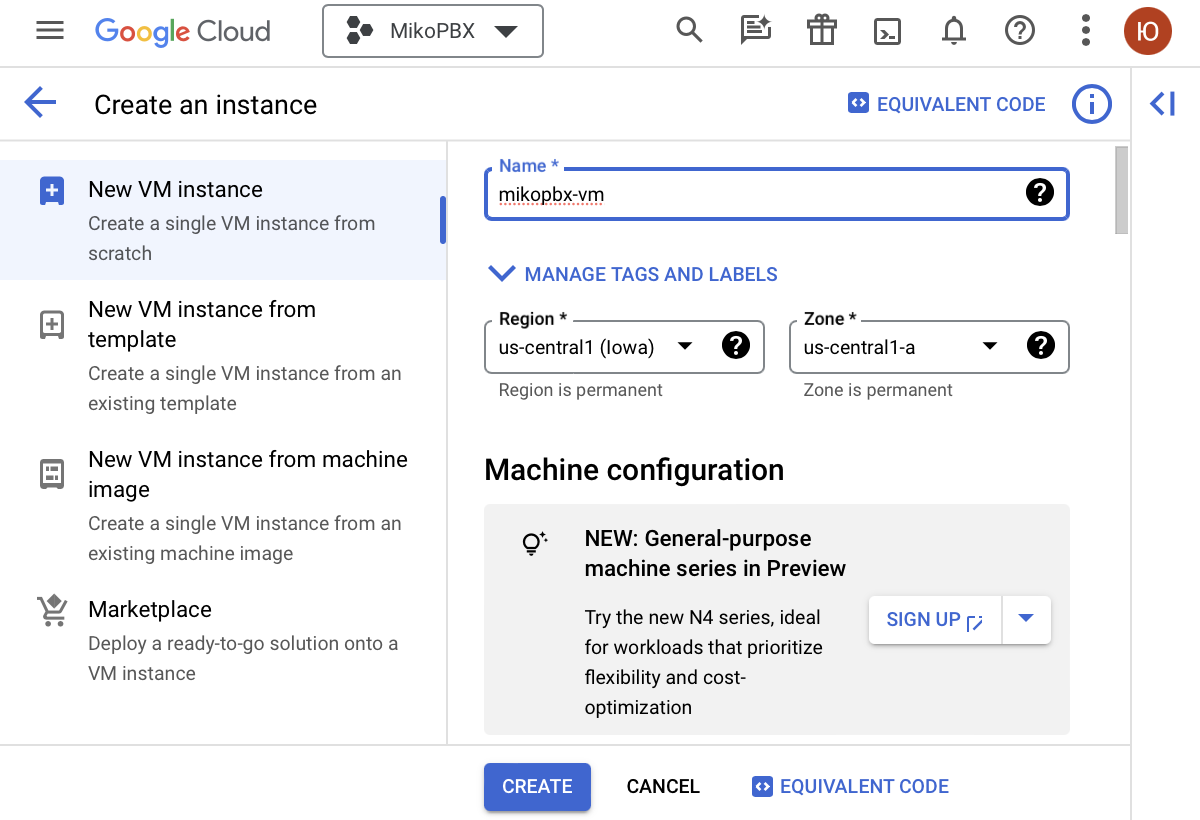 Google Cloud
MikoPBX
Ю
Create an instance
EQUIVALENT CODE
New VM instance
Create a single VM instance from
scratch
New VM instance from
template
Create a single VM instance from an
existing template
New VM instance from machine
image
Create a single VM instance from an
existing machine image
Marketplace
Deploy a ready-to-go solution onto a
VM instance
Name *
mikopbx-vm
MANAGE TAGS AND LABELS
Region *
us-central1 (Iowa)
Region is permanent
Zone *
us-central1-a
Zone is permanent
Machine configuration
NEW: General-purpose
machine series in Preview
Try the new N4 series, ideal
for workloads that prioritize
flexibility and cost-
optimization
SIGN UP
CREATE
CANCEL
EQUIVALENT CODE